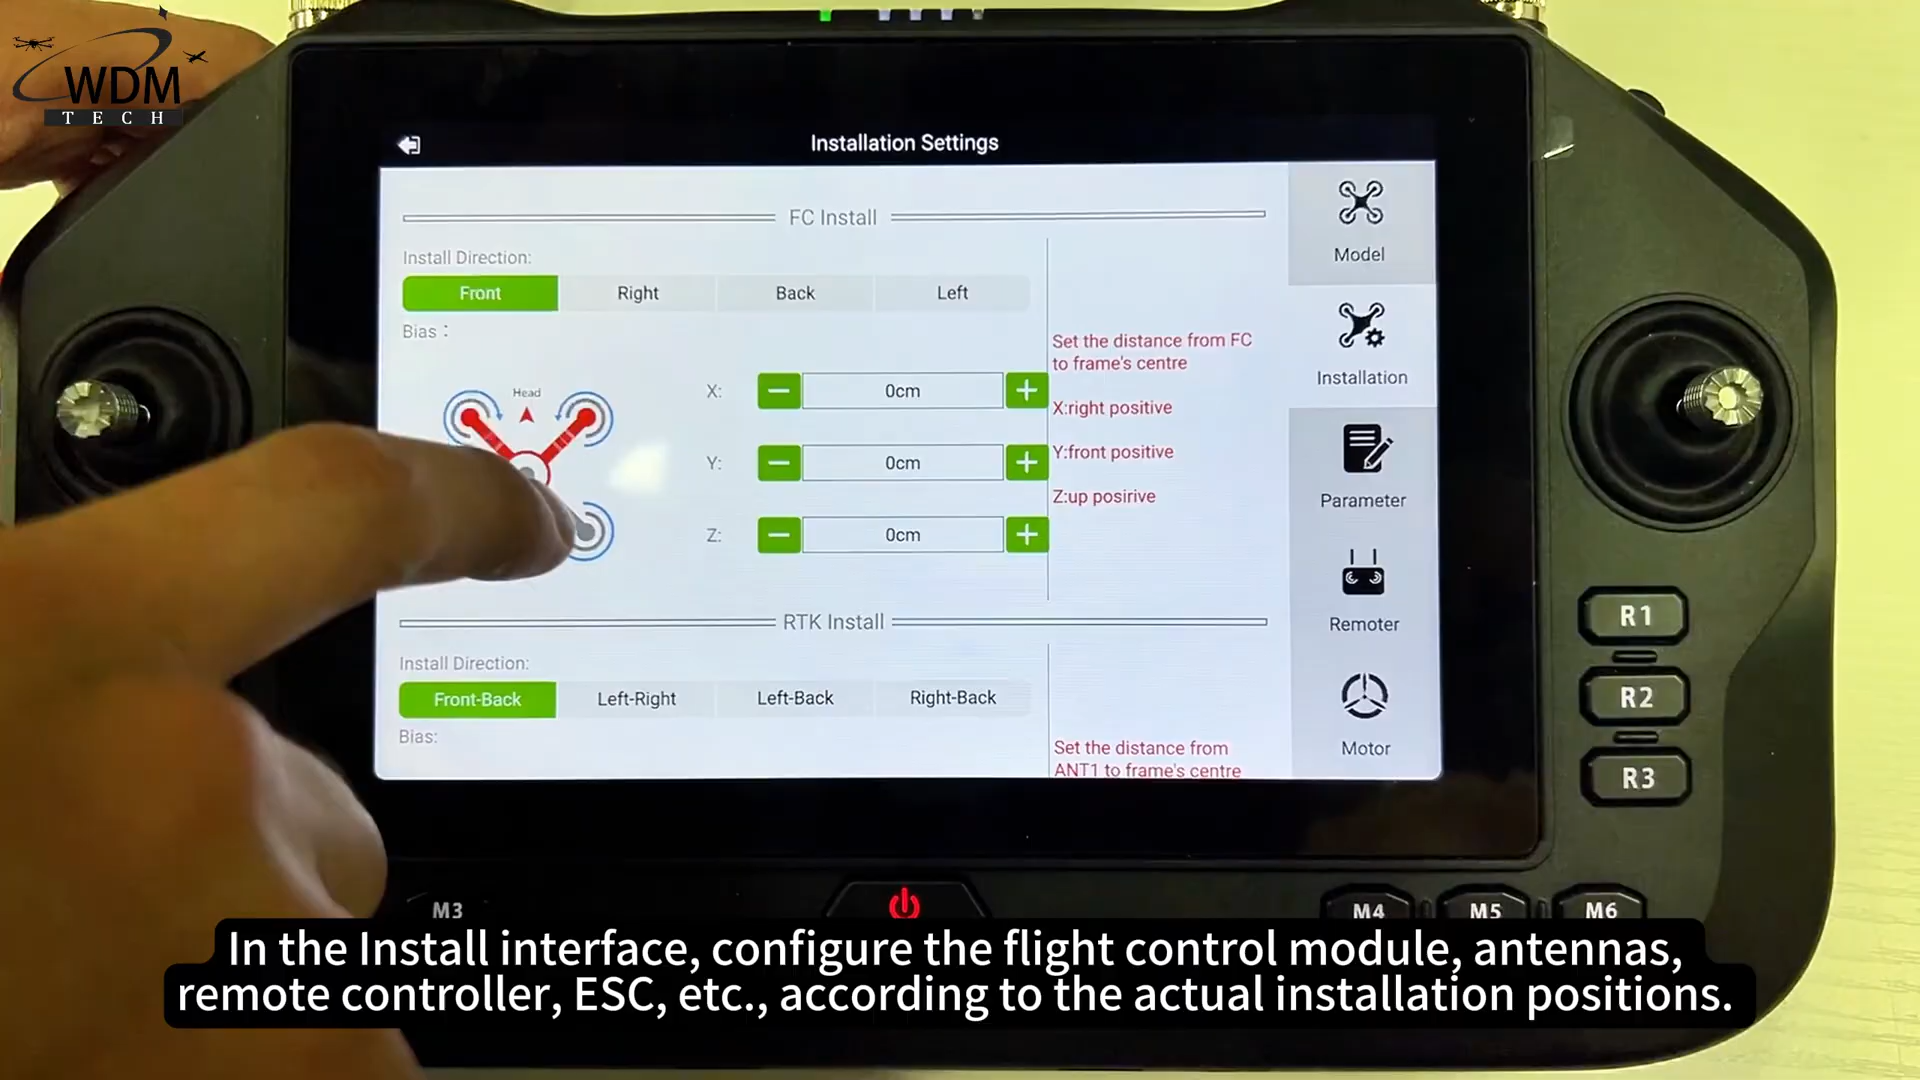 WDM
TECH
Installation Settings
FC Install
Install Direction:
Front
Right
Back
Left
Bias :
Head
X:
0cm
Y:
0cm
Z:
0cm
Set the distance from FC
to frame's centre
X:right positive
Y:front positive
Z:up posirive
RTK Install
Install Direction:
Front-Back
Left-Right
Left-Back
Right-Back
Bias:
Set the distance from
ANT1 to frame's centre
Model
Installation
Parameter
Remoter
Motor
R1
R2
R3
M3
M4
M5
M6
In the Install interface, configure the flight control module, antennas,
remote controller, ESC, etc., according to the actual installation positions.